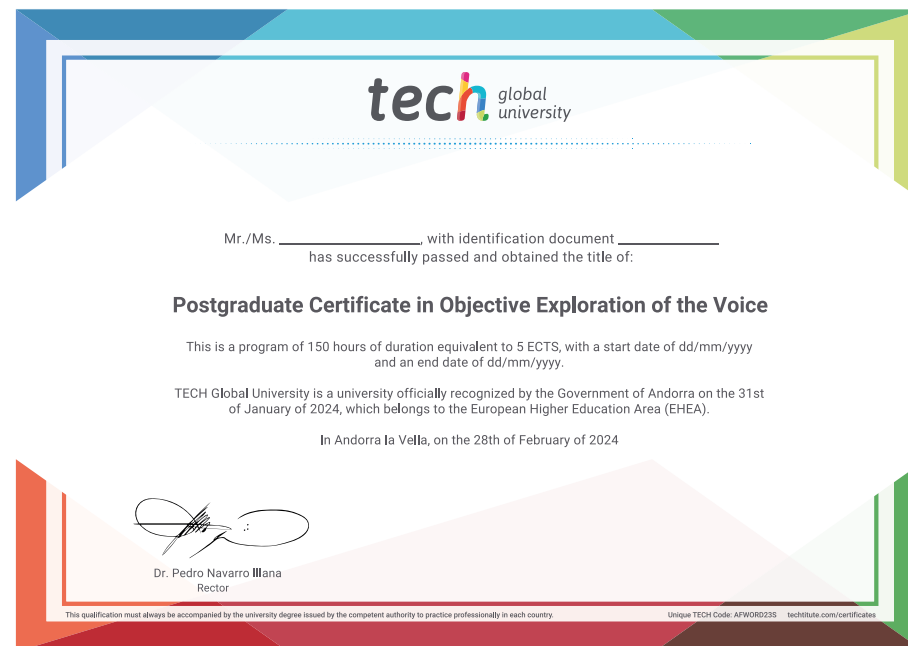 tech global
university
Mr./Ms. ____________________, with identification document ______________
has successfully passed and obtained the title of:
Postgraduate Certificate in Objective Exploration of the Voice
This is a program of 150 hours of duration equivalent to 5 ECTS, with a start date of dd/mm/yyyy
and an end date of dd/mm/yyyy.
TECH Global University is a university officially recognized by the Government of Andorra on the 31st
of January of 2024, which belongs to the European Higher Education Area (EHEA).
In Andorra la Vella, on the 28th of February of 2024
Dr. Pedro Navarro Illana
Rector
This qualification must always be accompanied by the university degree issued by the competent authority to practice professionally in each country. Unique TECH Code: AFWORD23S techtitute.com/certificates